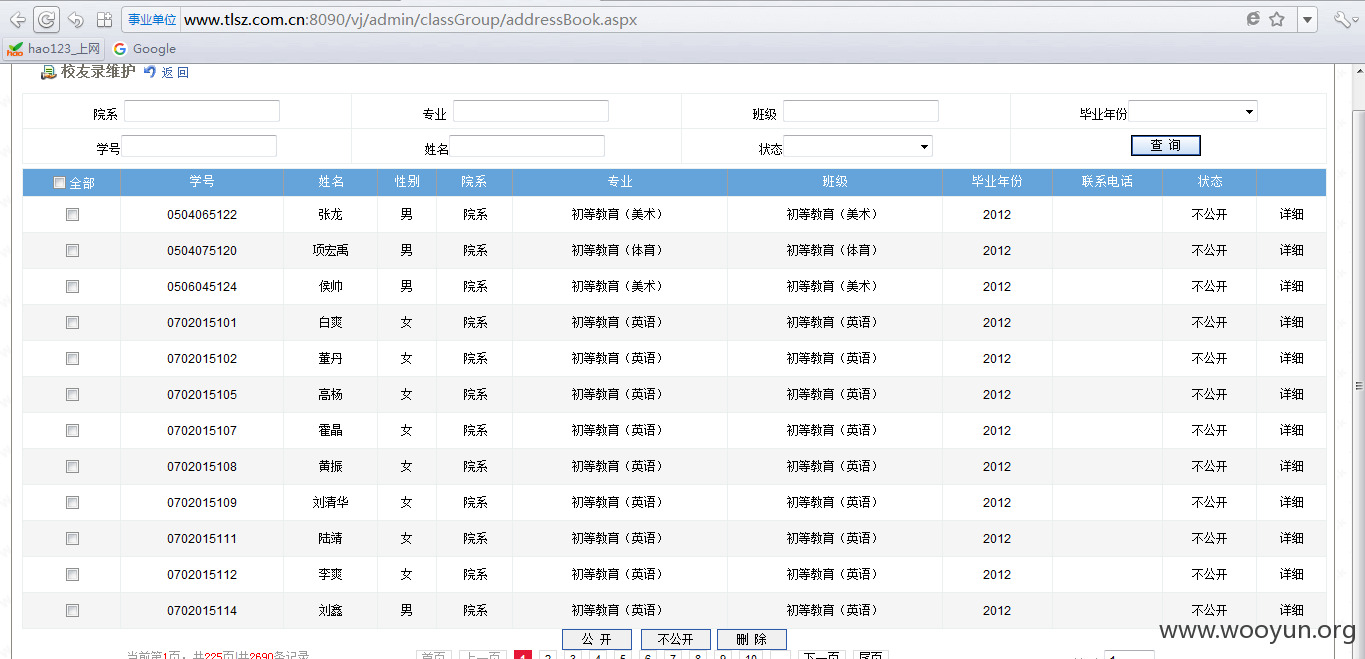 事业单位 www.tlsz.com.cn:8090/vj/admin/classGroup/addressBook.aspx
hao123_上网 Google
校友录维护 返回
院系 专业 班级 毕业年份
学号 姓名 状态 查询
全部 学号 姓名 性别 院系 专业 班级 毕业年份 联系电话 状态
0504065122 张龙 男 院系 初等教育（美术） 初等教育（美术） 2012 不公开 详细
0504075120 项宏禹 男 院系 初等教育（体育） 初等教育（体育） 2012 不公开 详细
0506045124 侯帅 男 院系 初等教育（美术） 初等教育（美术） 2012 不公开 详细
0702015101 白爽 女 院系 初等教育（英语） 初等教育（英语） 2012 不公开 详细
0702015102 董丹 女 院系 初等教育（英语） 初等教育（英语） 2012 不公开 详细
0702015105 高杨 女 院系 初等教育（英语） 初等教育（英语） 2012 不公开 详细
0702015107 霍晶 女 院系 初等教育（英语） 初等教育（英语） 2012 不公开 详细
0702015108 黄振 女 院系 初等教育（英语） 初等教育（英语） 2012 不公开 详细
0702015109 刘清华 女 院系 初等教育（英语） 初等教育（英语） 2012 不公开 详细
0702015111 陆靖 女 院系 初等教育（英语） 初等教育（英语） 2012 不公开 详细
0702015112 李爽 女 院系 初等教育（英语） 初等教育（英语） 2012 不公开 详细
0702015114 刘鑫 男 院系 初等教育（英语） 初等教育（英语） 2012 不公开 详细
www.wooyun.org
公开 不公开 删除
当前第1页，共225页/共2690条记录 首页 上一页 1 2 3 4 5 6 7 8 9 10 ... 下一页 尾页 1